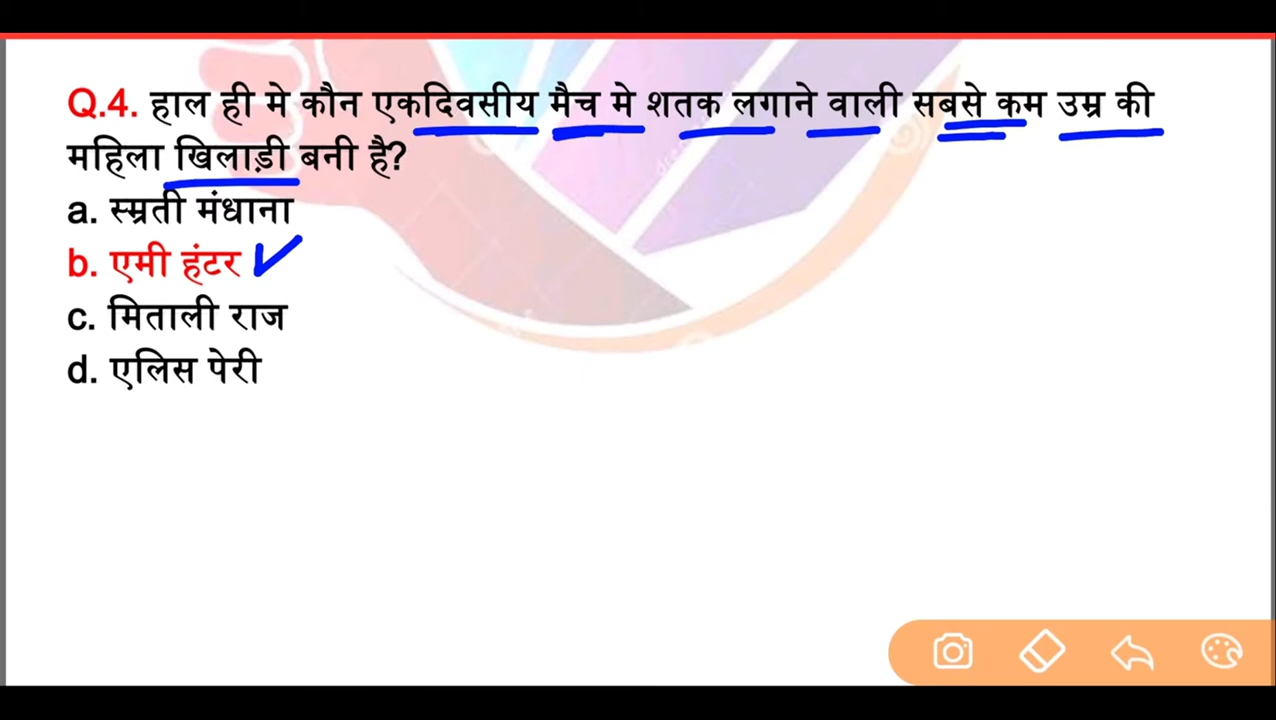 Q.4. हाल ही मे कौन एकदिवसीय मैच मे शतक लगाने वाली सबसे कम उम्र की
महिला खिलाड़ी बनी है?
a. स्म्रती मंधाना
b. एमी हंटर
c. मिताली राज
d. एलिस पेरी